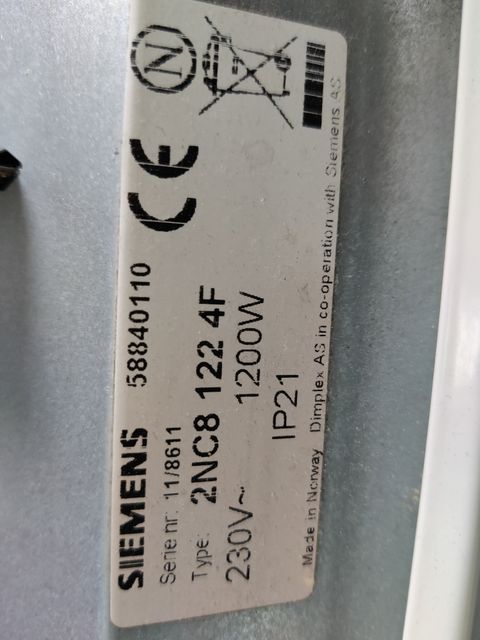 SIEMENS 58840110
Serie nr: 11/8611
Type: 2NC8 122 4F
230V~ 1200W
IP21
Made in Norway Dimplex AS in co-operation with Siemens AS
CE
N